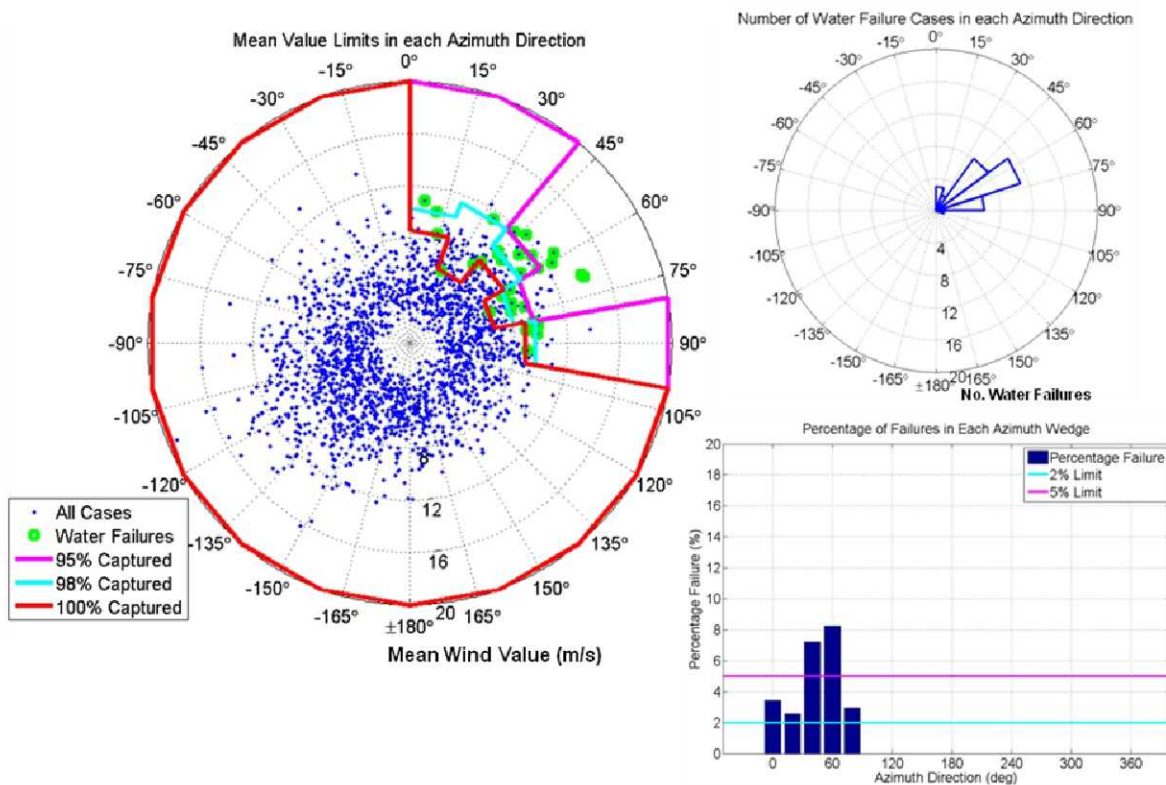 Mean Value Limits in each Azimuth Direction
0°
-15° 15°
-30° 30°
-45° 45°
-60° 60°
-75° 75°
-90° 90°
-105° 105°
-120° 120°
-135° 135°
-150° 150°
-165° 165°
±180°
8
12
16
20
Mean Wind Value (m/s)
All Cases
Water Failures
95% Captured
98% Captured
100% Captured
Number of Water Failure Cases in each Azimuth Direction
0°
-15° 15°
-30° 30°
-45° 45°
-60° 60°
-75° 75°
-90° 90°
-105° 105°
-120° 120°
-135° 135°
-150° 150°
-165° 165°
±180°
4
8
12
16
20
No. Water Failures
Percentage of Failures in Each Azimuth Wedge
Percentage Failure
2% Limit
5% Limit
Percentage Failure (%)
20
18
16
14
12
10
8
6
4
2
0
0 60 120 180 240 300 360
Azimuth Direction (deg)